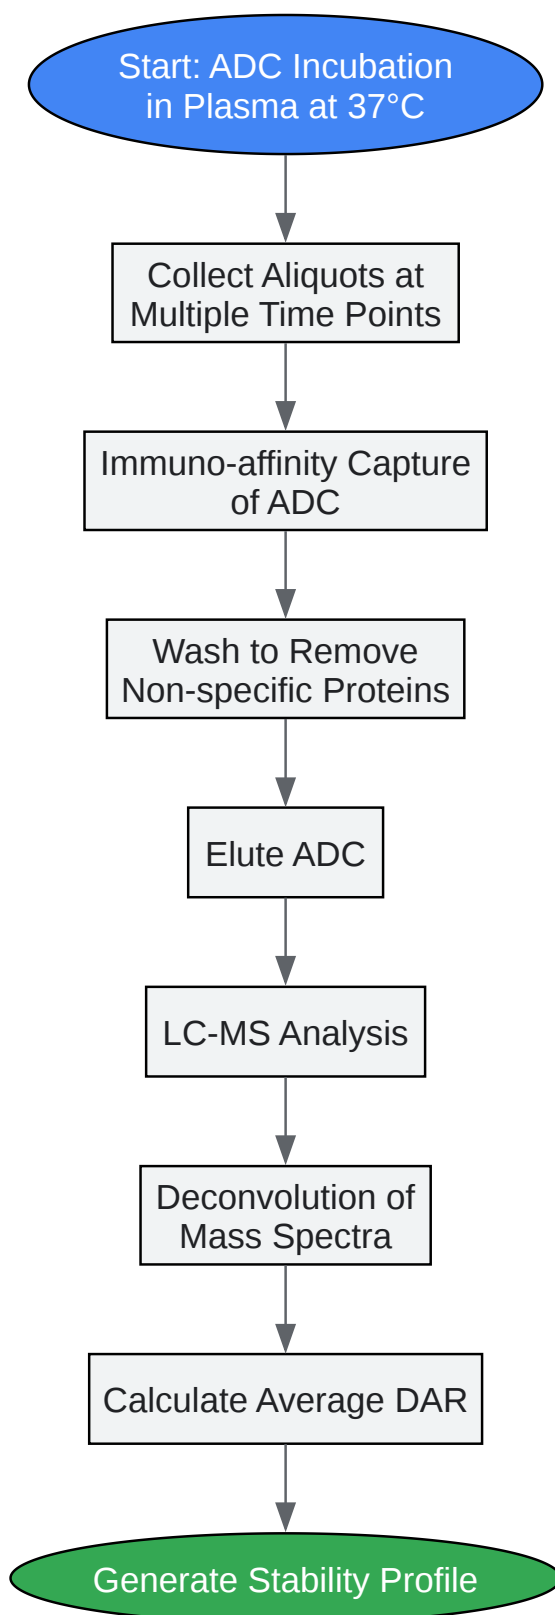 Start: ADC Incubation
in Plasma at 37°C
Collect Aliquots at
Multiple Time Points
Immuno-affinity Capture
of ADC
Wash to Remove
Non-specific Proteins
Elute ADC
LC-MS Analysis
Deconvolution of
Mass Spectra
Calculate Average DAR
Generate Stability Profile